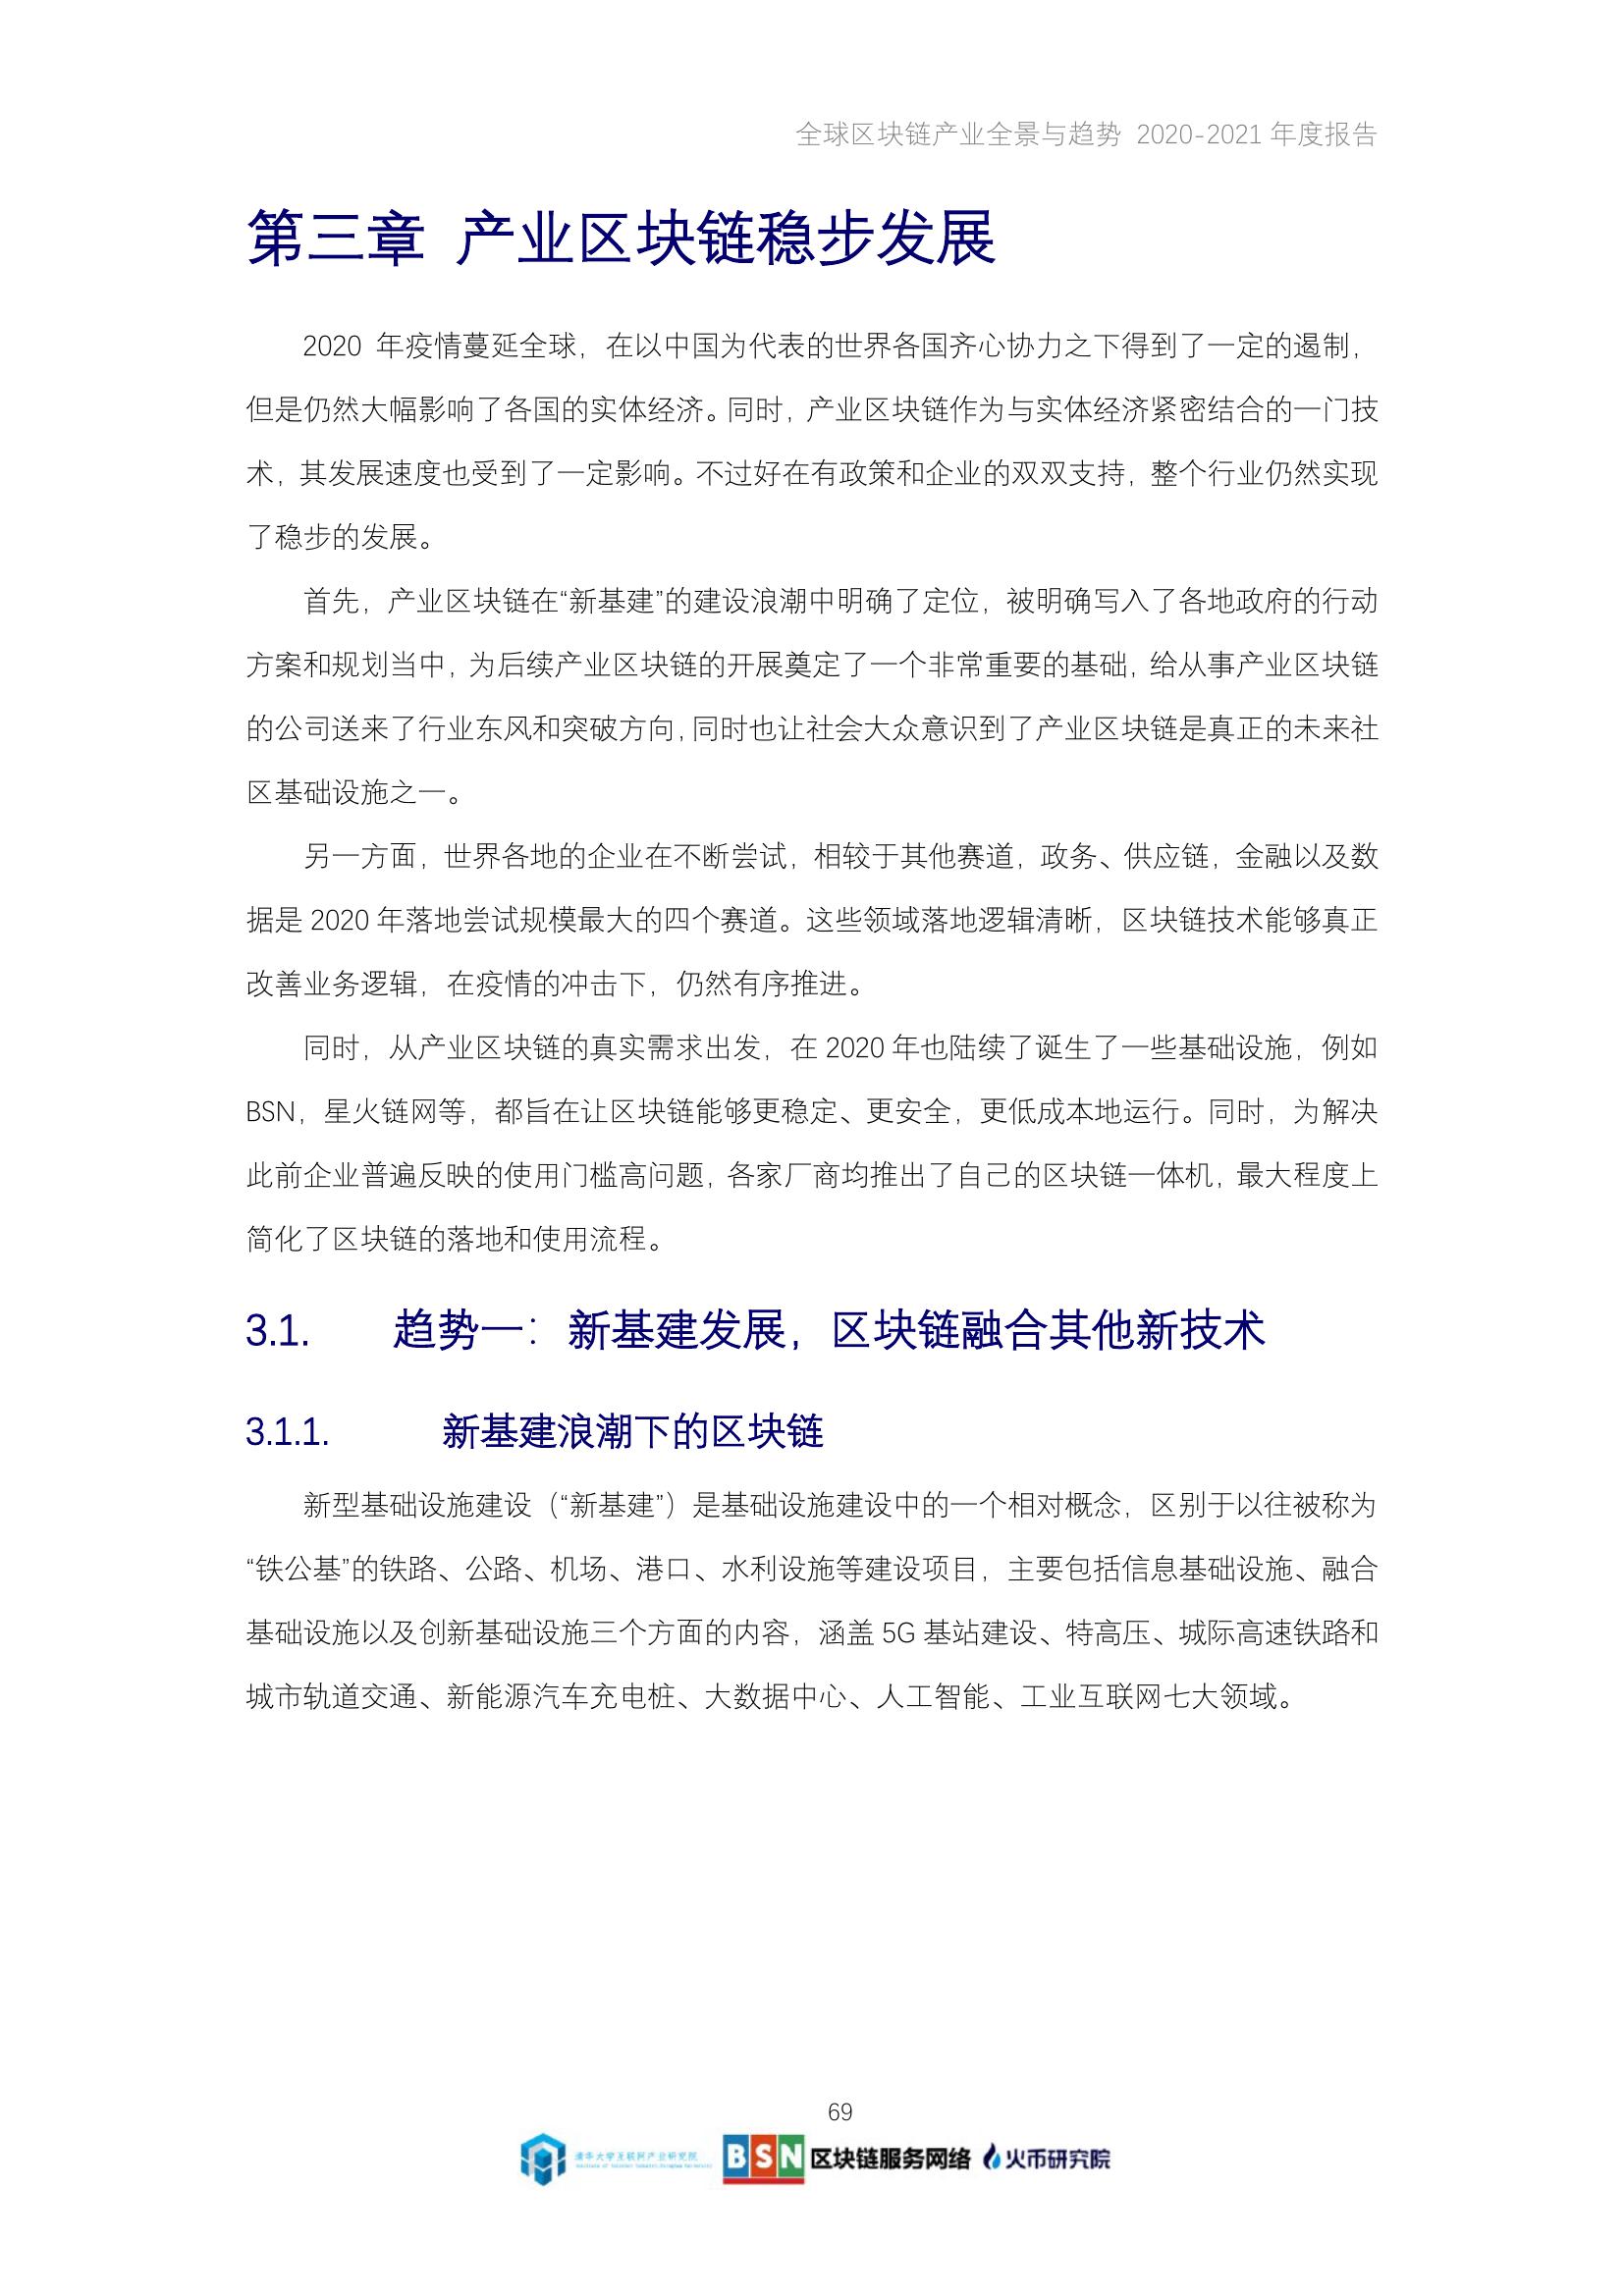 全球区块链产业全景与趋势 2020-2021 年度报告
第三章 产业区块链稳步发展
2020 年疫情蔓延全球，在以中国为代表的世界各国齐心协力之下得到了一定的遏制，
但是仍然大幅影响了各国的实体经济。同时，产业区块链作为与实体经济紧密结合的一门技
术，其发展速度也受到了一定影响。不过好在有政策和企业的双双支持，整个行业仍然实现
了稳步的发展。
首先，产业区块链在“新基建”的建设浪潮中明确了定位，被明确写入了各地政府的行动
方案和规划当中，为后续产业区块链的开展奠定了一个非常重要的基础，给从事产业区块链
的公司送来了行业东风和突破方向，同时也让社会大众意识到了产业区块链是真正的未来社
区基础设施之一。
另一方面，世界各地的企业在不断尝试，相较于其他赛道，政务、供应链，金融以及数
据是 2020 年落地尝试规模最大的四个赛道。这些领域落地逻辑清晰，区块链技术能够真正
改善业务逻辑，在疫情的冲击下，仍然有序推进。
同时，从产业区块链的真实需求出发，在 2020 年也陆续了诞生了一些基础设施，例如
BSN，星火链网等，都旨在让区块链能够更稳定、更安全，更低成本地运行。同时，为解决
此前企业普遍反映的使用门槛高问题，各家厂商均推出了自己的区块链一体机，最大程度上
简化了区块链的落地和使用流程。
3.1. 趋势一：新基建发展，区块链融合其他新技术
3.1.1. 新基建浪潮下的区块链
新型基础设施建设（“新基建”）是基础设施建设中的一个相对概念，区别于以往被称为
“铁公基”的铁路、公路、机场、港口、水利设施等建设项目，主要包括信息基础设施、融合
基础设施以及创新基础设施三个方面的内容，涵盖 5G 基站建设、特高压、城际高速铁路和
城市轨道交通、新能源汽车充电桩、大数据中心、人工智能、工业互联网七大领域。
69
清华大学互联网产业研究院 BSN 区块链服务网络 火币研究院